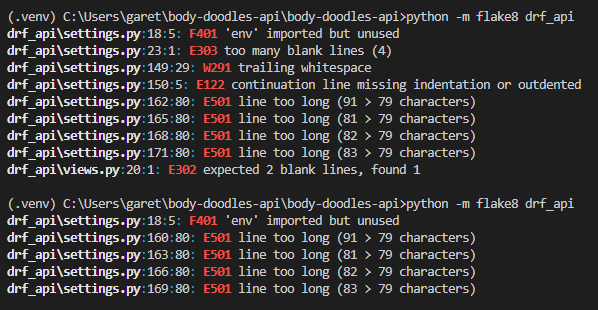 (.venv) C:\Users\garet\body-doodles-api\body-doodles-api>python -m flake8 drf_api
drf_api\settings.py:18:5: F401 'env' imported but unused
drf_api\settings.py:23:1: E303 too many blank lines (4)
drf_api\settings.py:149:29: W291 trailing whitespace
drf_api\settings.py:150:5: E122 continuation line missing indentation or outdented
drf_api\settings.py:162:80: E501 line too long (91 > 79 characters)
drf_api\settings.py:165:80: E501 line too long (81 > 79 characters)
drf_api\settings.py:168:80: E501 line too long (82 > 79 characters)
drf_api\settings.py:171:80: E501 line too long (83 > 79 characters)
drf_api\views.py:20:1: E302 expected 2 blank lines, found 1
(.venv) C:\Users\garet\body-doodles-api\body-doodles-api>python -m flake8 drf_api
drf_api\settings.py:18:5: F401 'env' imported but unused
drf_api\settings.py:160:80: E501 line too long (91 > 79 characters)
drf_api\settings.py:163:80: E501 line too long (81 > 79 characters)
drf_api\settings.py:166:80: E501 line too long (82 > 79 characters)
drf_api\settings.py:169:80: E501 line too long (83 > 79 characters)